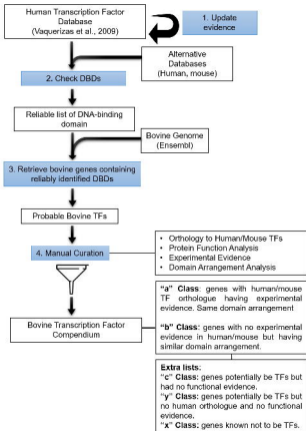 Human Transcription Factor
Database
(Vaquerizas et al., 2009)
1. Update
evidence
Alternative
Databases
(Human, mouse)
2. Check DBDs
Reliable list of DNA-binding
domain
Bovine Genome
(Ensembl)
3. Retrieve bovine genes containing
reliably identified DBDs
Probable Bovine TFs
4. Manual Curation
• Orthology to Human/Mouse TFs
• Protein Function Analysis
• Experimental Evidence
• Domain Arrangement Analysis
"a" Class: genes with human/mouse
TF orthologue having experimental
evidence. Same domain arrangement
"b" Class: genes with no experimental
evidence in human/mouse but having
similar domain arrangement.
Bovine Transcription Factor
Compendium
Extra lists:
"c" Class: genes potentially be TFs but
had no functional evidence.
"y" Class: genes potentially be TFs but
no human orthologue and no functional
evidence.
"x" Class: genes known not to be TFs.